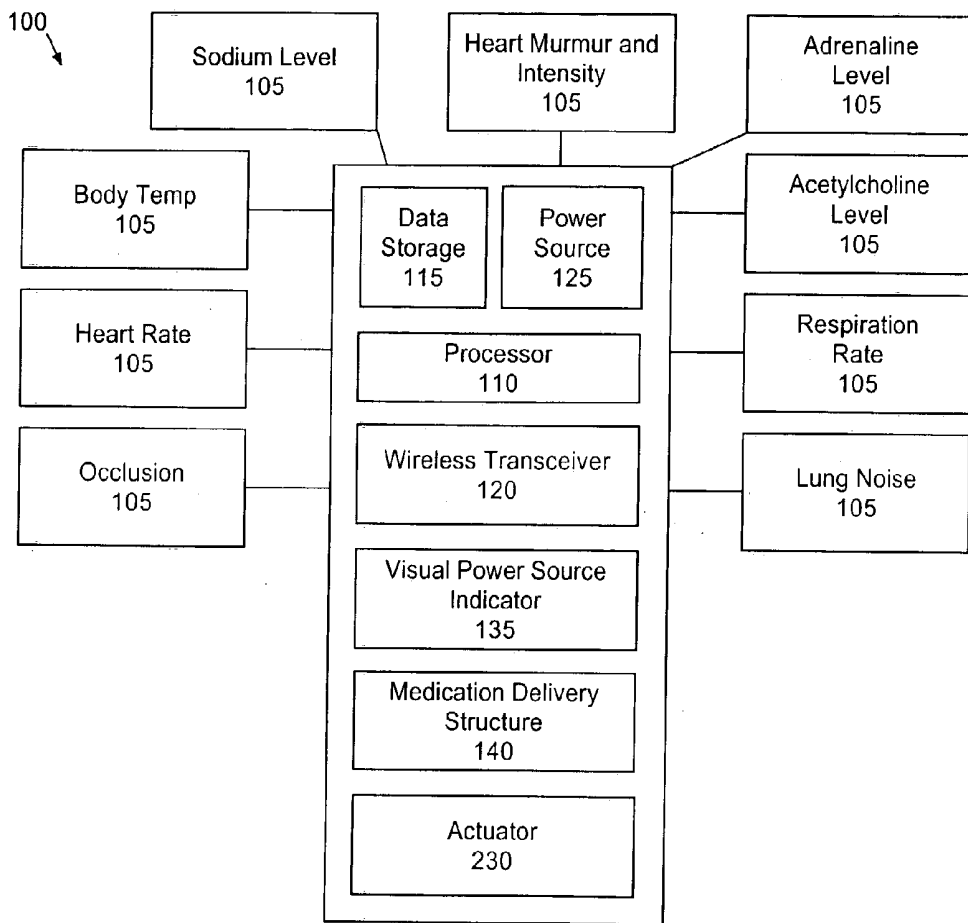 100
Sodium Level
105
Heart Murmur and
Intensity
105
Adrenaline
Level
105
Body Temp
105
Data
Storage
115
Power
Source
125
Acetylcholine
Level
105
Heart Rate
105
Processor
110
Respiration
Rate
105
Occlusion
105
Wireless Transceiver
120
Lung Noise
105
Visual Power Source
Indicator
135
Medication Delivery
Structure
140
Actuator
230